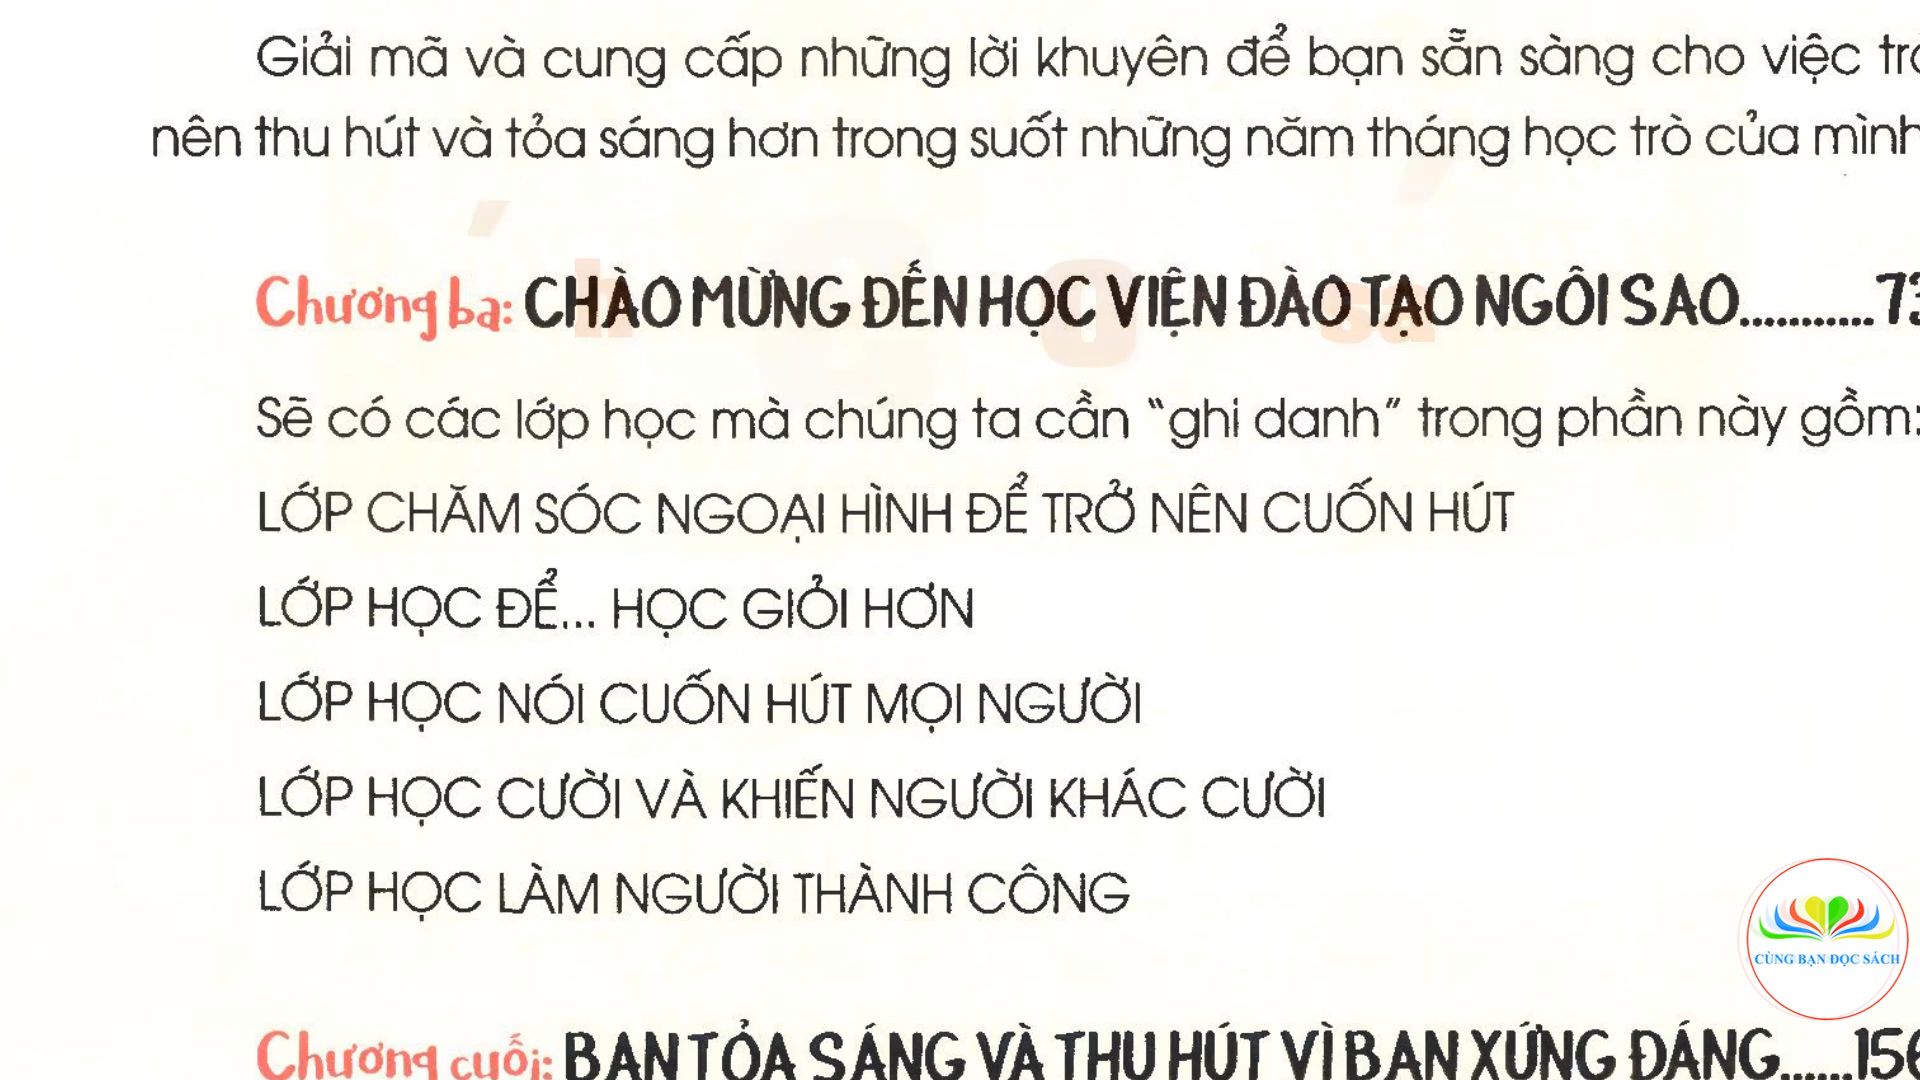 Giải mã và cung cấp những lời khuyên để bạn sẵn sàng cho việc trở
nên thu hút và tỏa sáng hơn trong suốt những năm tháng học trò của mình
Chương ba: CHÀO MỪNG ĐẾN HỌC VIỆN ĐÀO TẠO NGÔI SAO...........73
Sẽ có các lớp học mà chúng ta cần “ghi danh” trong phần này gồm:
LỚP CHĂM SÓC NGOẠI HÌNH ĐỂ TRỞ NÊN CUỐN HÚT
LỚP HỌC ĐỂ... HỌC GIỎI HƠN
LỚP HỌC NÓI CUỐN HÚT MỌI NGƯỜI
LỚP HỌC CƯỜI VÀ KHIẾN NGƯỜI KHÁC CƯỜI
LỚP HỌC LÀM NGƯỜI THÀNH CÔNG
CÙNG BẠN ĐỌC SÁCH
Chương cuối: BẠN TỎA SÁNG VÀ THU HÚT VÌ BẠN XỨNG ĐÁNG......156